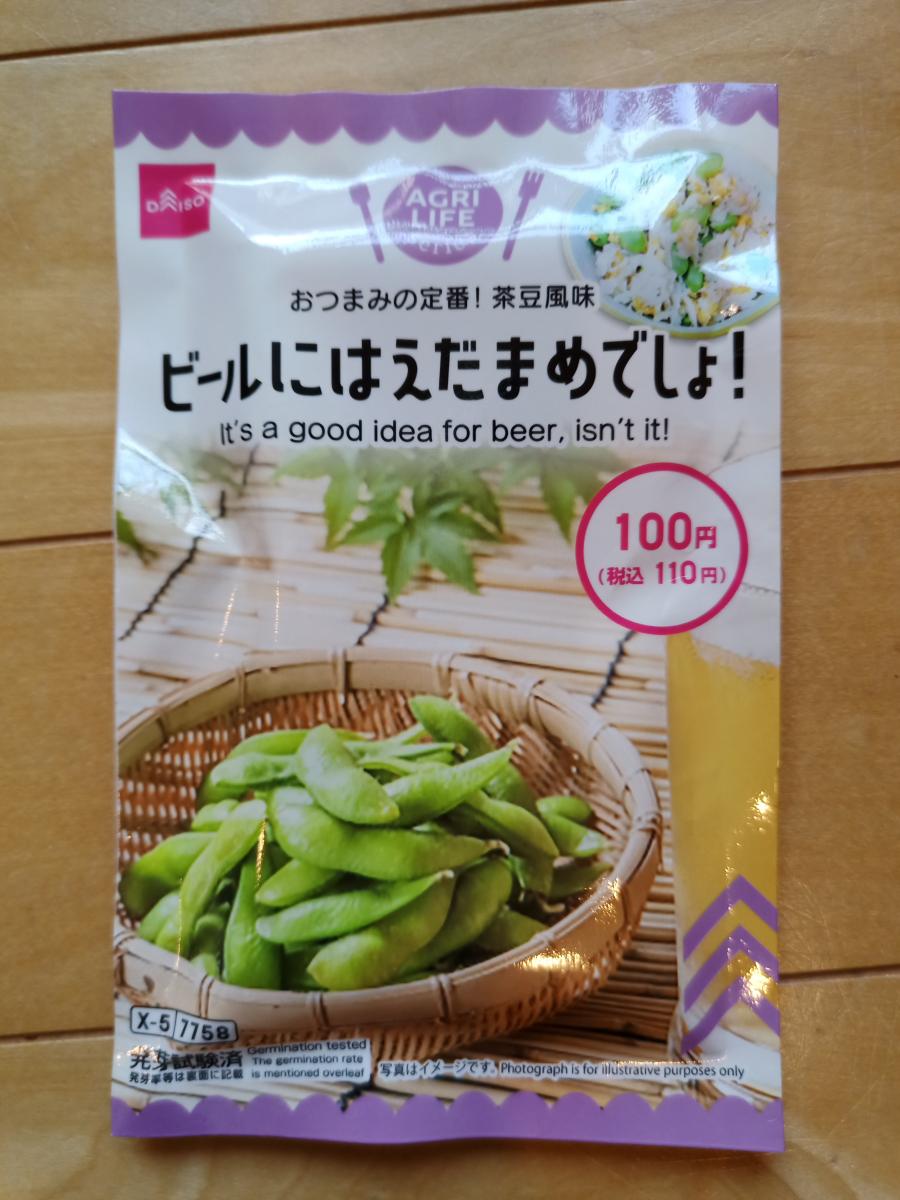 DAISO
AGRI
LIFE
series
おつまみの定番! 茶豆風味
ビールにはえだまめでしょ!
It's a good idea for beer, isn't it!
100円
(税込 110円)
X-5 7758
発芽試験済
発芽率等は裏面に記載
Germination tested
The germination rate
is mentioned overleaf
写真はイメージです。Photograph is for illustrative purposes only